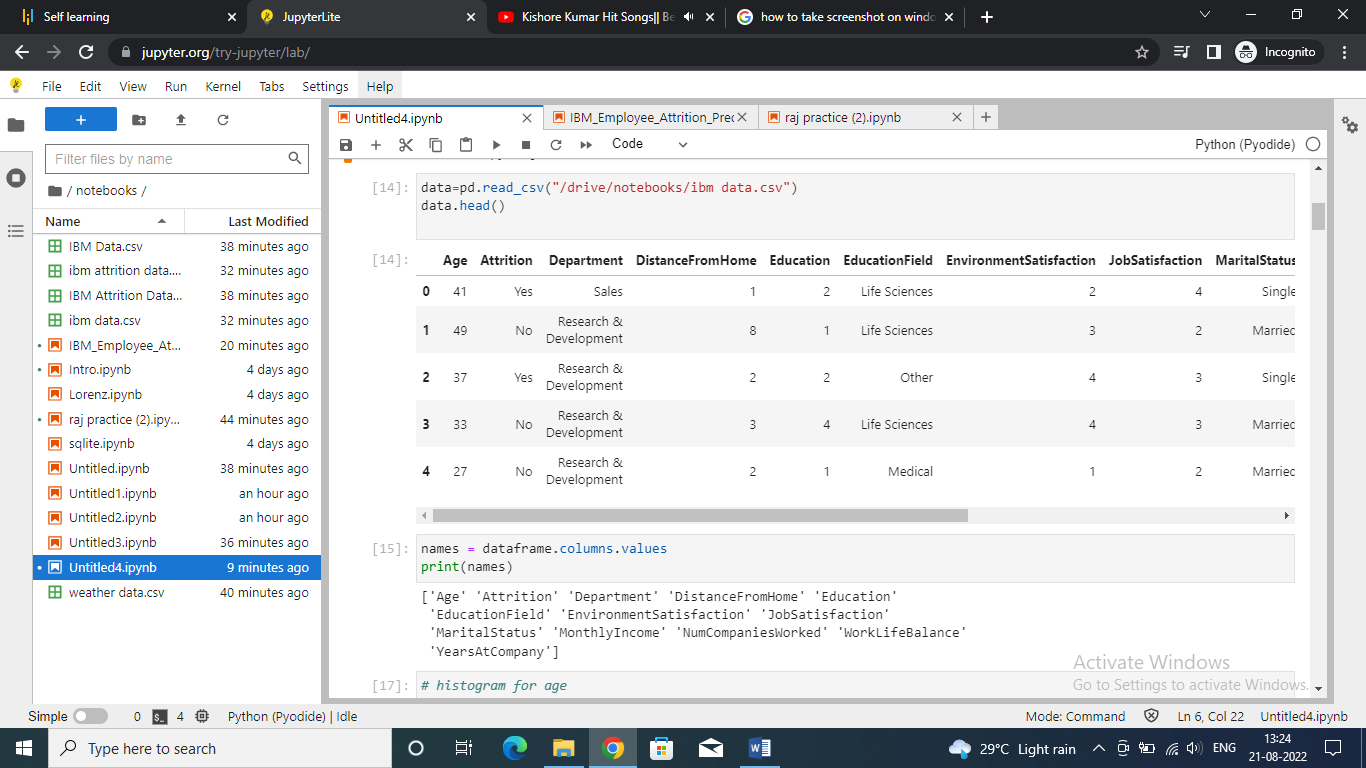 Self learning
JupyterLite
Kishore Kumar Hit Songs|| Be
how to take screenshot on windo
jupyter.org/try-jupyter/lab/
Incognito
File Edit View Run Kernel Tabs Settings Help
Filter files by name
/ notebooks /
Name Last Modified
IBM Data.csv 38 minutes ago
ibm attrition data.... 32 minutes ago
IBM Attrition Data... 38 minutes ago
ibm data.csv 32 minutes ago
IBM_Employee_At... 20 minutes ago
Intro.ipynb 4 days ago
Lorenz.ipynb 4 days ago
raj practice (2).ipy... 44 minutes ago
sqlite.ipynb 4 days ago
Untitled.ipynb 38 minutes ago
Untitled1.ipynb an hour ago
Untitled2.ipynb an hour ago
Untitled3.ipynb 36 minutes ago
Untitled4.ipynb 9 minutes ago
weather data.csv 40 minutes ago
Untitled4.ipynb
IBM_Employee_Attrition_Prec
raj practice (2).ipynb
Code
Python (Pyodide)
[14]: data=pd.read_csv("/drive/notebooks/ibm data.csv")
data.head()
[14]: Age Attrition Department DistanceFromHome Education EducationField EnvironmentSatisfaction JobSatisfaction MaritalStatus
0 41 Yes Sales 1 2 Life Sciences 2 4 Single
1 49 No Research & Development 8 1 Life Sciences 3 2 Married
2 37 Yes Research & Development 2 2 Other 4 3 Single
3 33 No Research & Development 3 4 Life Sciences 4 3 Married
4 27 No Research & Development 2 1 Medical 1 2 Married
[15]: names = dataframe.columns.values
print(names)
['Age' 'Attrition' 'Department' 'DistanceFromHome' 'Education'
'EducationField' 'EnvironmentSatisfaction' 'JobSatisfaction'
'MaritalStatus' 'MonthlyIncome' 'NumCompaniesWorked' 'WorkLifeBalance'
'YearsAtCompany']
[17]: # histogram for age
Activate Windows
Go to Settings to activate Windows.
Simple 0 4 Python (Pyodide) | Idle
Mode: Command Ln 6, Col 22 Untitled4.ipynb
Type here to search
29°C Light rain
ENG
13:24
21-08-2022